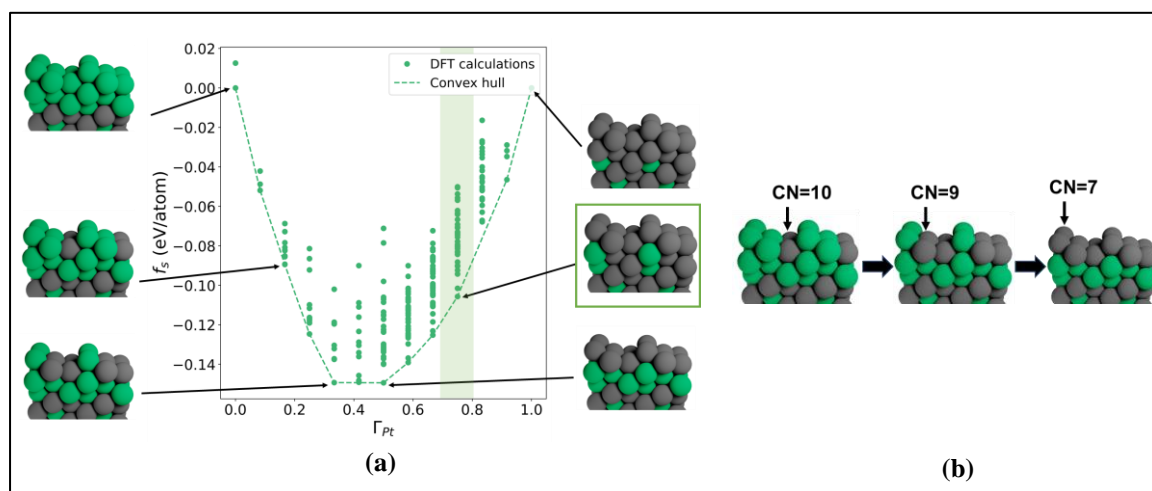 0.02
0.00
−0.02
−0.04
−0.06
−0.08
−0.10
−0.12
−0.14
f_s (eV/atom)
DFT calculations
Convex hull
0.0 0.2 0.4 0.6 0.8 1.0
Γ_Pt
(a)
CN=10 CN=9 CN=7
(b)